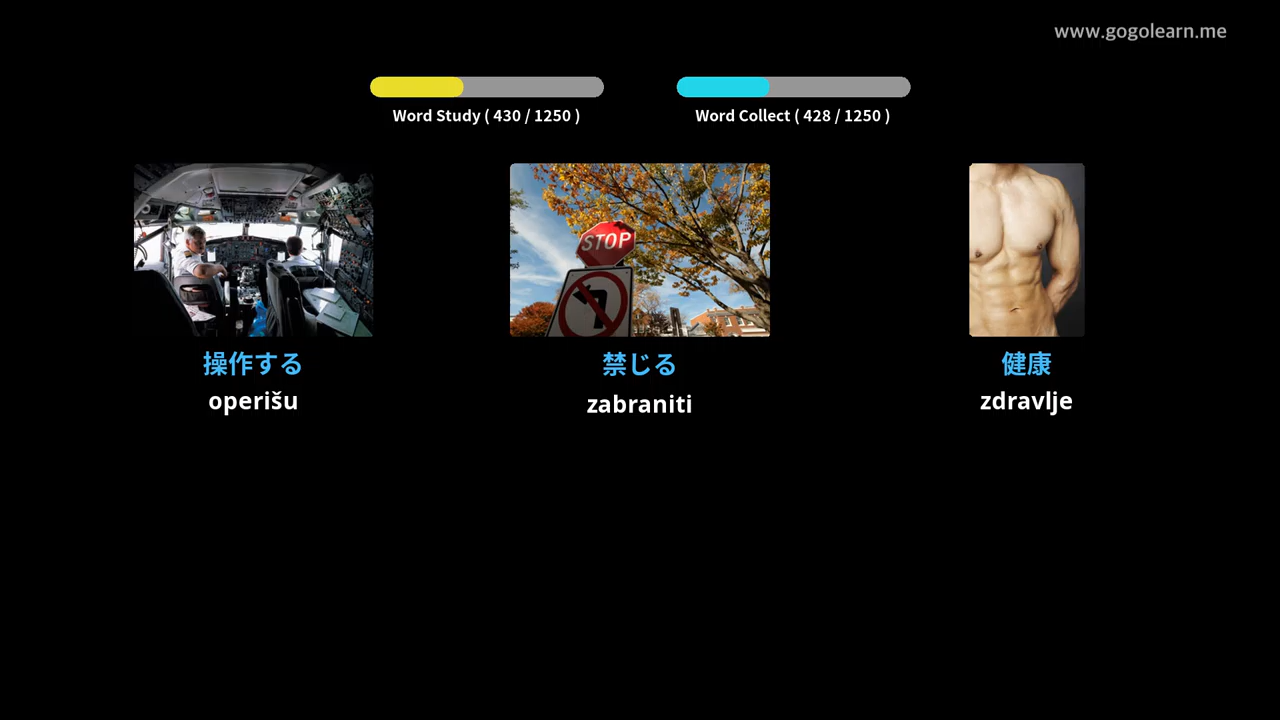 www.gogolearn.me
Word Study ( 430 / 1250 )
Word Collect ( 428 / 1250 )
STOP
操作する
禁じる
健康
operišu
zabraniti
zdravlje